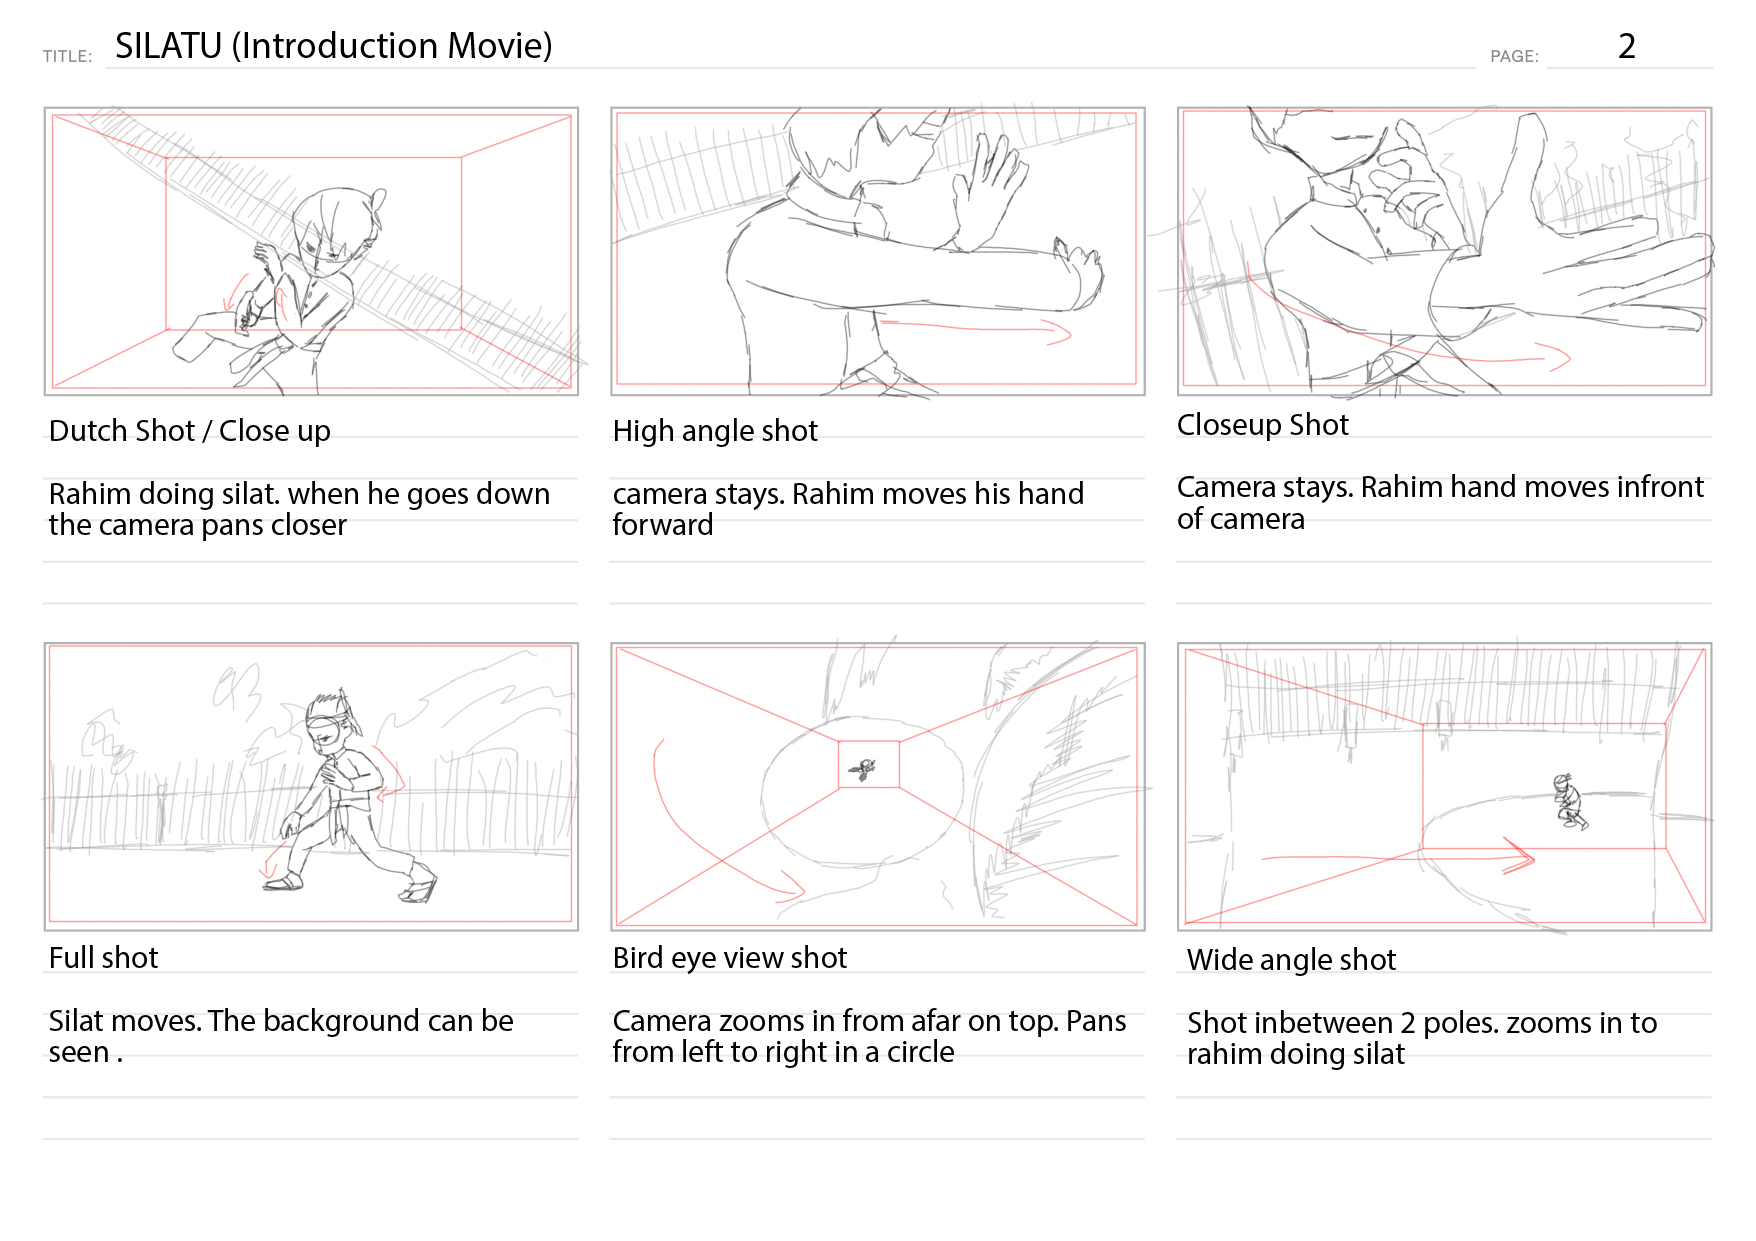 TITLE: SILATU (Introduction Movie) PAGE: 2
Dutch Shot / Close up
Rahim doing silat. when he goes down
the camera pans closer
High angle shot
camera stays. Rahim moves his hand
forward
Closeup Shot
Camera stays. Rahim hand moves infront
of camera
Full shot
Silat moves. The background can be
seen .
Bird eye view shot
Camera zooms in from afar on top. Pans
from left to right in a circle
Wide angle shot
Shot inbetween 2 poles. zooms in to
rahim doing silat